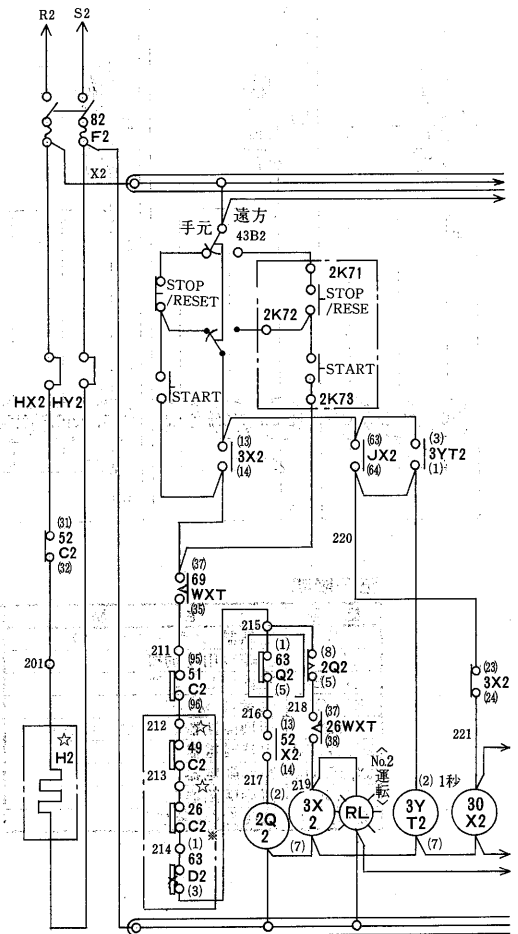 R2 S2
82
F2
X2
手元 遠方
43B2
STOP
/RESET
2K71
STOP
/RESE
2K72
START
START
2K73
HX2 HY2
(13)
3X2
(14)
(63)
JX2
(64)
(3)
3YT2
(1)
220
(31)
52
C2
(32)
(37)
69
WXT
(35)
201
211
(95)
51
C2
(96)
215
(1)
63
Q2
(5)
(8)
2Q2
(5)
(23)
3X2
(24)
221
216
(13)
52
X2
(14)
217
218
(37)
26WXT
(38)
219
☆
H2
212
☆
49
C2
213
☆
26
C2
※
214
(1)
63
D2
(3)
(2)
2Q
2
(7)
3X
2
RL
〈No.2運転〉
(2) 1秒
3Y
T2
(7)
30
X2